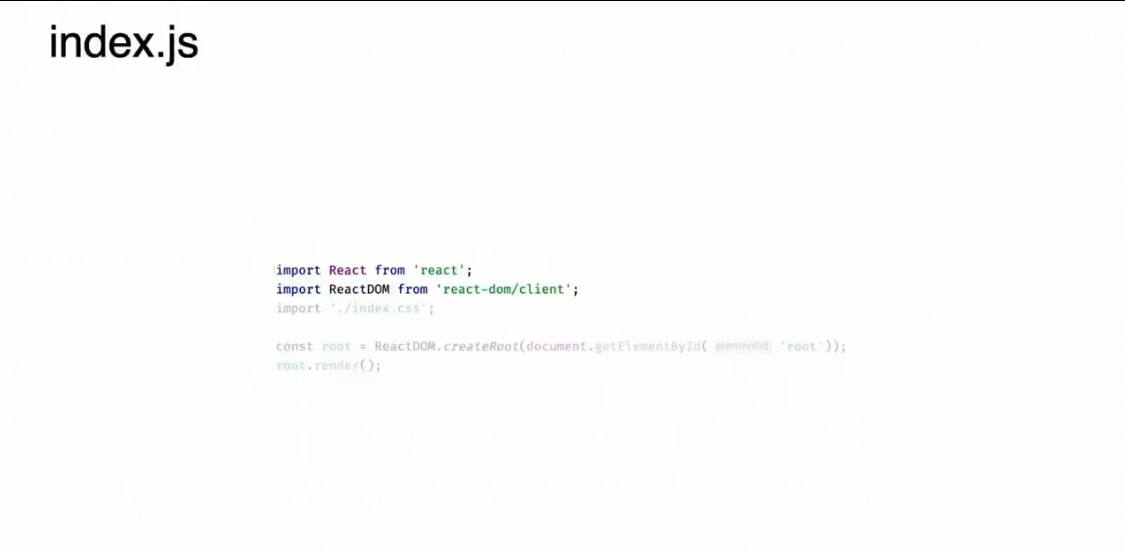 index.js
import React from 'react';
import ReactDOM from 'react-dom/client';
import './index.css';
const root = ReactDOM.createRoot(document.getElementById( elementId: 'root'));
root.render();